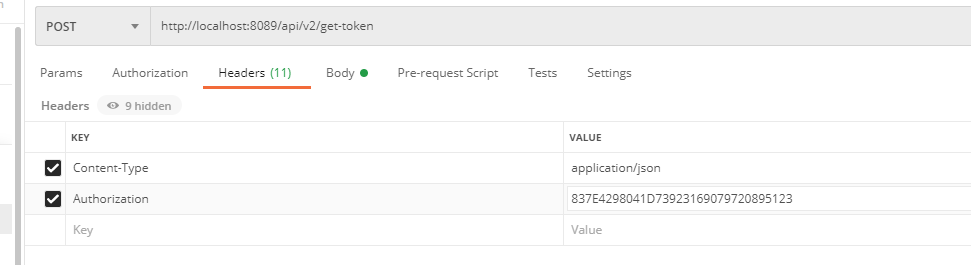 POST http://localhost:8089/api/v2/get-token
Params Authorization Headers (11) Body Pre-request Script Tests Settings
Headers 9 hidden
KEY VALUE
Content-Type application/json
Authorization 837E4298041D73923169079720895123
Key Value